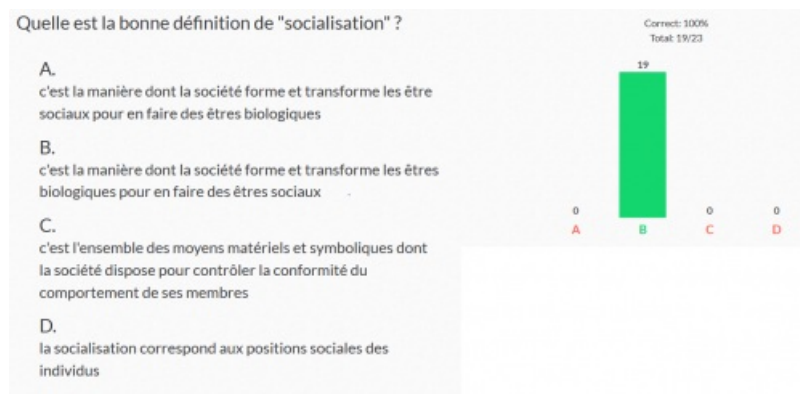 Quelle est la bonne définition de "socialisation" ?
A.
c'est la manière dont la société forme et transforme les être
sociaux pour en faire des êtres biologiques
B.
c'est la manière dont la société forme et transforme les êtres
biologiques pour en faire des êtres sociaux
C.
c'est l'ensemble des moyens matériels et symboliques dont
la société dispose pour contrôler la conformité du
comportement de ses membres
D.
la socialisation correspond aux positions sociales des
individus
Correct: 100%
Total: 19/23
19
0 0 0
A B C D